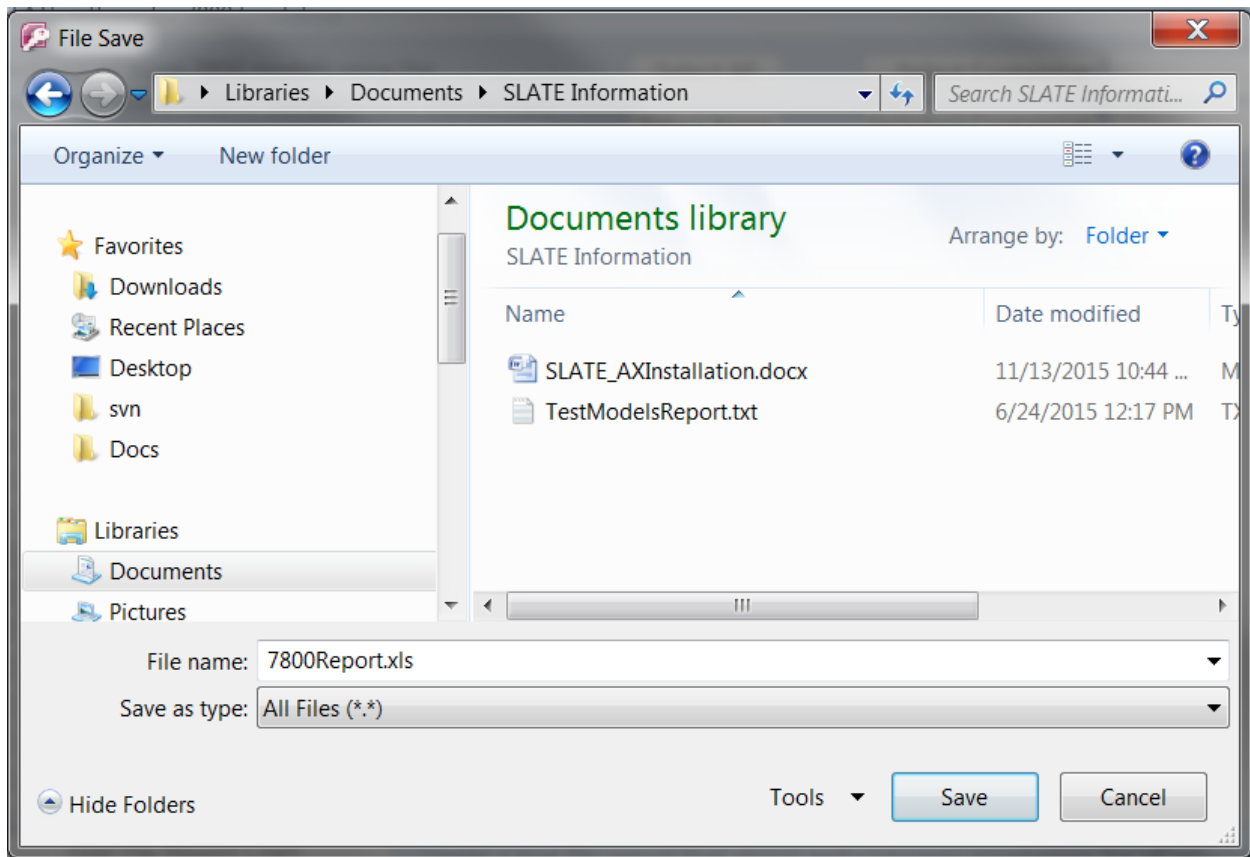 File Save
Libraries Documents SLATE Information
Search SLATE Informati...
Organize New folder
Favorites
Downloads
Recent Places
Desktop
svn
Docs
Libraries
Documents
Pictures
Documents library
SLATE Information
Arrange by: Folder
Name Date modified Ty
SLATE_AXInstallation.docx 11/13/2015 10:44 ... M
TestModelsReport.txt 6/24/2015 12:17 PM TX
File name: 7800Report.xls
Save as type: All Files (*.*)
Hide Folders Tools Save Cancel